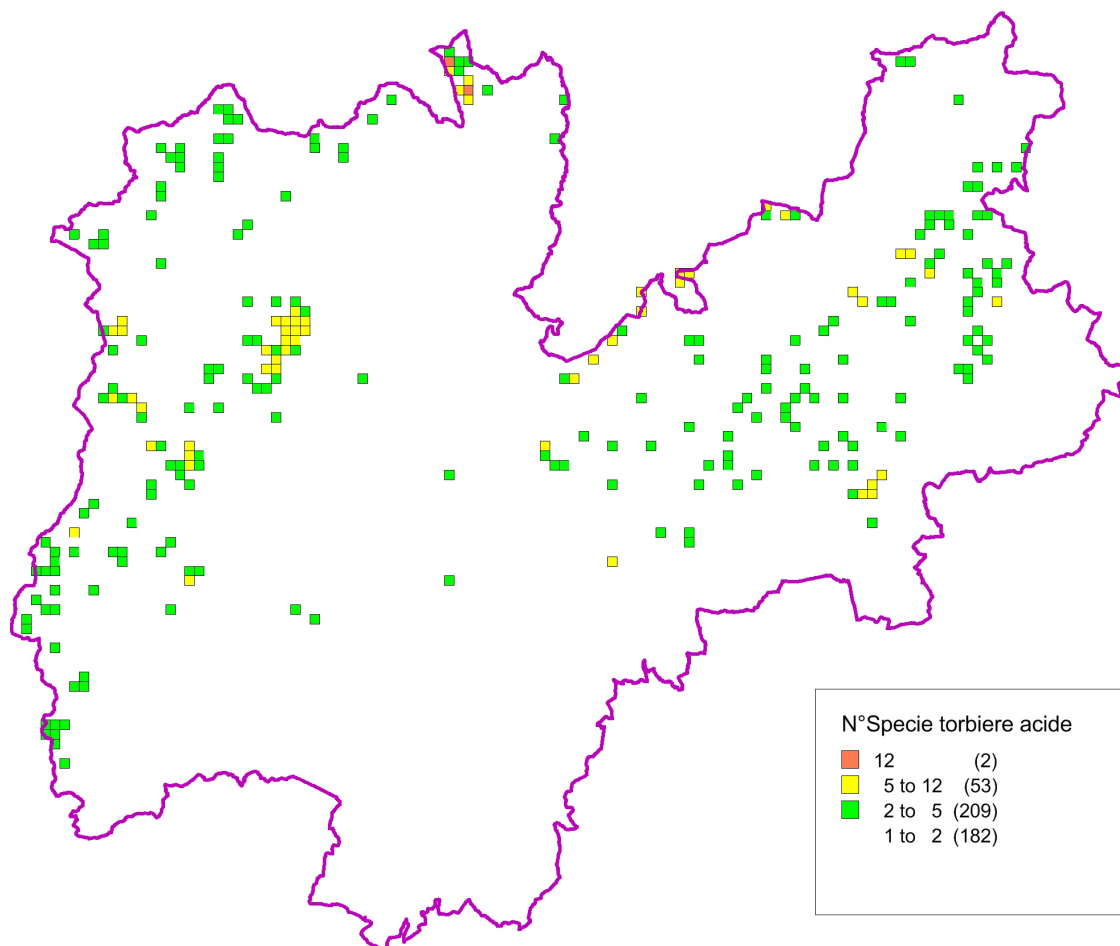 N°Specie torbiere acide
12 (2)
5 to 12 (53)
2 to 5 (209)
1 to 2 (182)